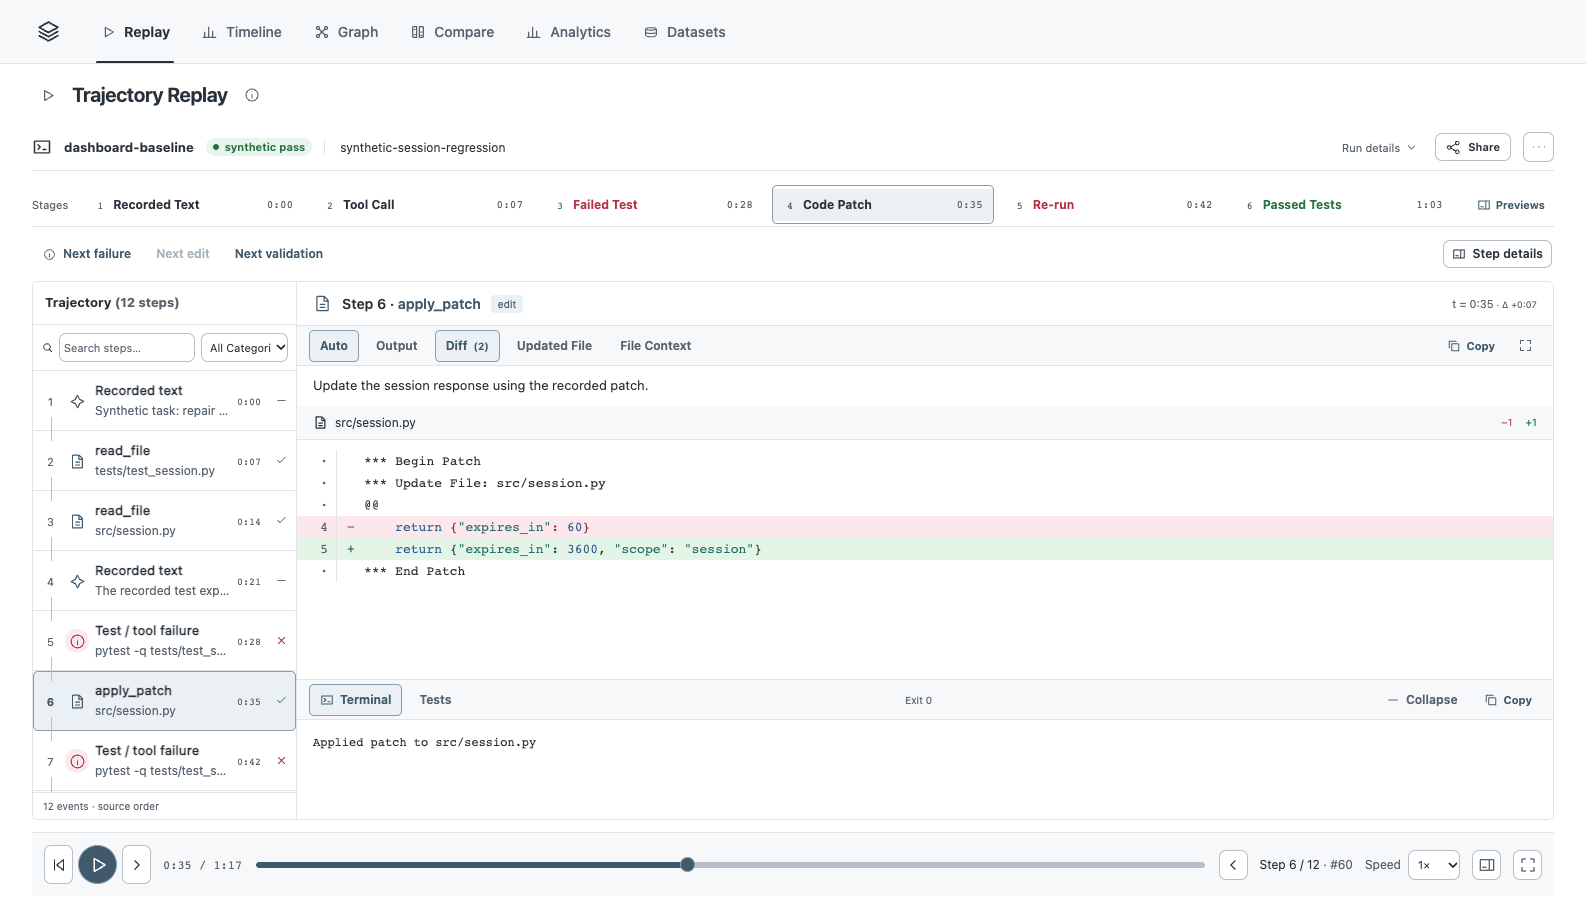 Replay Timeline Graph Compare Analytics Datasets
Trajectory Replay
dashboard-baseline synthetic pass synthetic-session-regression Run details Share ...
Stages 1 Recorded Text 0:00 2 Tool Call 0:07 3 Failed Test 0:28 4 Code Patch 0:35 5 Re-run 0:42 6 Passed Tests 1:03 Previews
Next failure Next edit Next validation Step details
Trajectory (12 steps)
Search steps... All Categori
1 Recorded text 0:00 —
Synthetic task: repair ...
2 read_file 0:07
tests/test_session.py
3 read_file 0:14
src/session.py
4 Recorded text 0:21 —
The recorded test exp...
5 Test / tool failure 0:28
pytest -q tests/test_s...
6 apply_patch 0:35
src/session.py
7 Test / tool failure 0:42
pytest -q tests/test_s...
12 events · source order
Step 6 · apply_patch edit t = 0:35 · Δ +0:07
Auto Output Diff (2) Updated File File Context Copy
Update the session response using the recorded patch.
src/session.py −1 +1
· *** Begin Patch
· *** Update File: src/session.py
· @@
4 − return {"expires_in": 60}
5 + return {"expires_in": 3600, "scope": "session"}
· *** End Patch
Terminal Tests Exit 0 — Collapse Copy
Applied patch to src/session.py
0:35 / 1:17 Step 6 / 12 · #60 Speed 1×